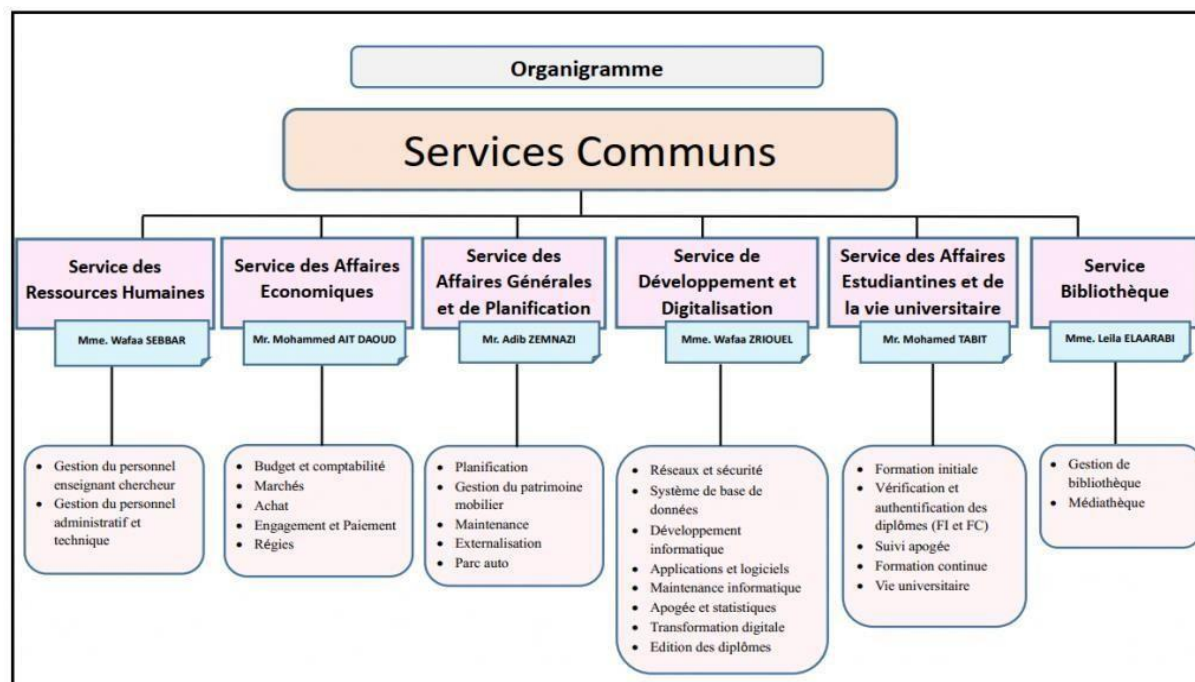 Organigramme
Services Communs
Service des
Ressources Humaines
Mme. Wafaa SEBBAR
• Gestion du personnel
enseignant chercheur
• Gestion du personnel
administratif et
technique
Service des Affaires
Economiques
Mr. Mohammed AIT DAOUD
• Budget et comptabilité
• Marchés
• Achat
• Engagement et Paiement
• Régies
Service des
Affaires Générales
et de Planification
Mr. Adib ZEMNAZI
• Planification
• Gestion du patrimoine
mobilier
• Maintenance
• Externalisation
• Parc auto
Service de
Développement et
Digitalisation
Mme. Wafaa ZRIOUEL
• Réseaux et sécurité
• Système de base de
données
• Développement
informatique
• Applications et logiciels
• Maintenance informatique
• Apogée et statistiques
• Transformation digitale
• Edition des diplômes
Service des Affaires
Estudiantines et de
la vie universitaire
Mr. Mohamed TABIT
• Formation initiale
• Vérification et
authentification des
diplômes (FI et FC)
• Suivi apogée
• Formation continue
• Vie universitaire
Service
Bibliothèque
Mme. Leila ELAARABI
• Gestion de
bibliothèque
• Médiathèque